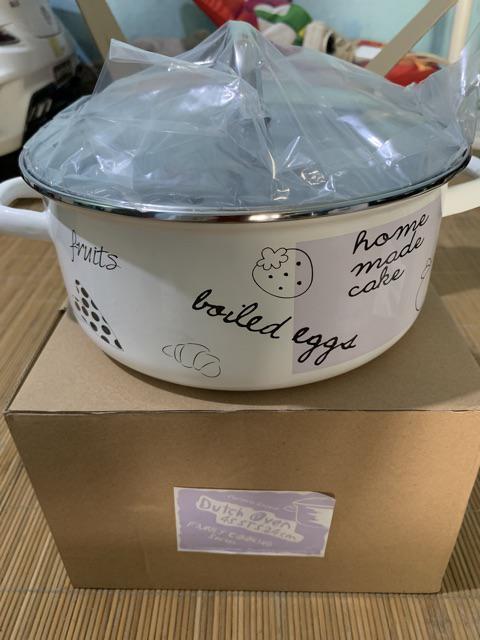 fruits
home
made
cake
boiled eggs
Dutch Oven